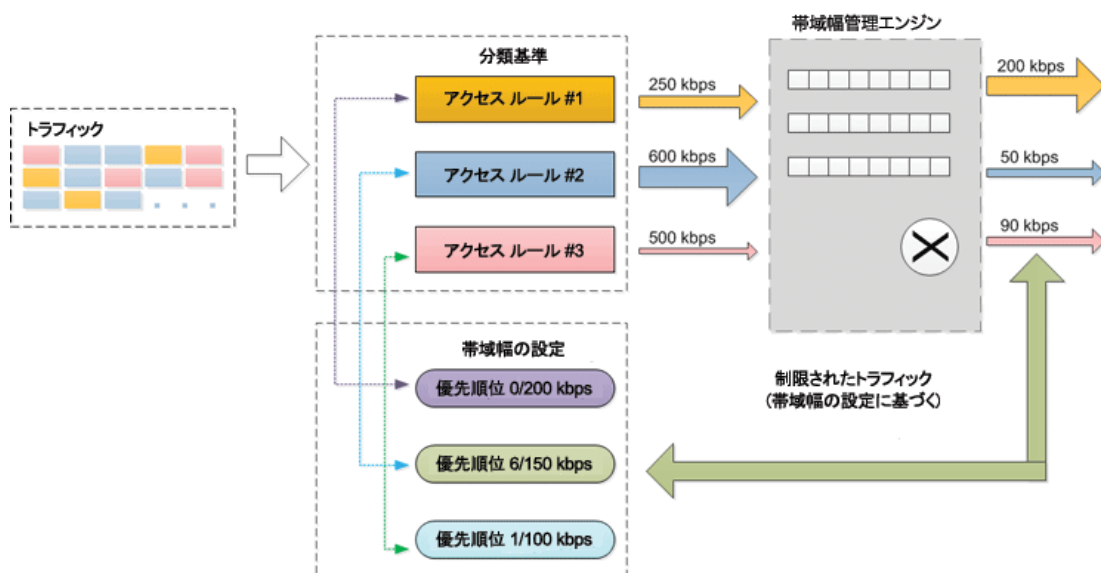 トラフィック
分類基準
アクセス ルール #1
アクセス ルール #2
アクセス ルール #3
250 kbps
600 kbps
500 kbps
帯域幅管理エンジン
200 kbps
50 kbps
90 kbps
帯域幅の設定
優先順位 0/200 kbps
優先順位 6/150 kbps
優先順位 1/100 kbps
制限されたトラフィック
(帯域幅の設定に基づく)